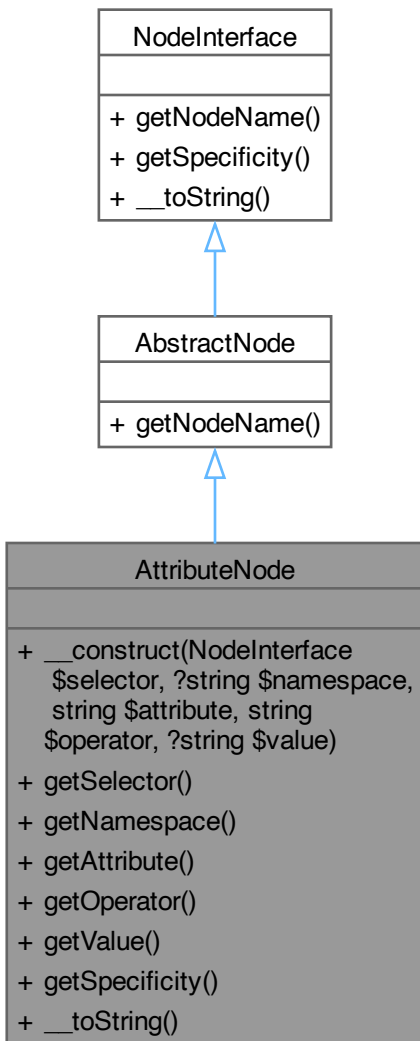 NodeInterface
+ getNodeName()
+ getSpecificity()
+ __toString()
AbstractNode
+ getNodeName()
AttributeNode
+ __construct(NodeInterface
$selector, ?string $namespace,
string $attribute, string
$operator, ?string $value)
+ getSelector()
+ getNamespace()
+ getAttribute()
+ getOperator()
+ getValue()
+ getSpecificity()
+ __toString()